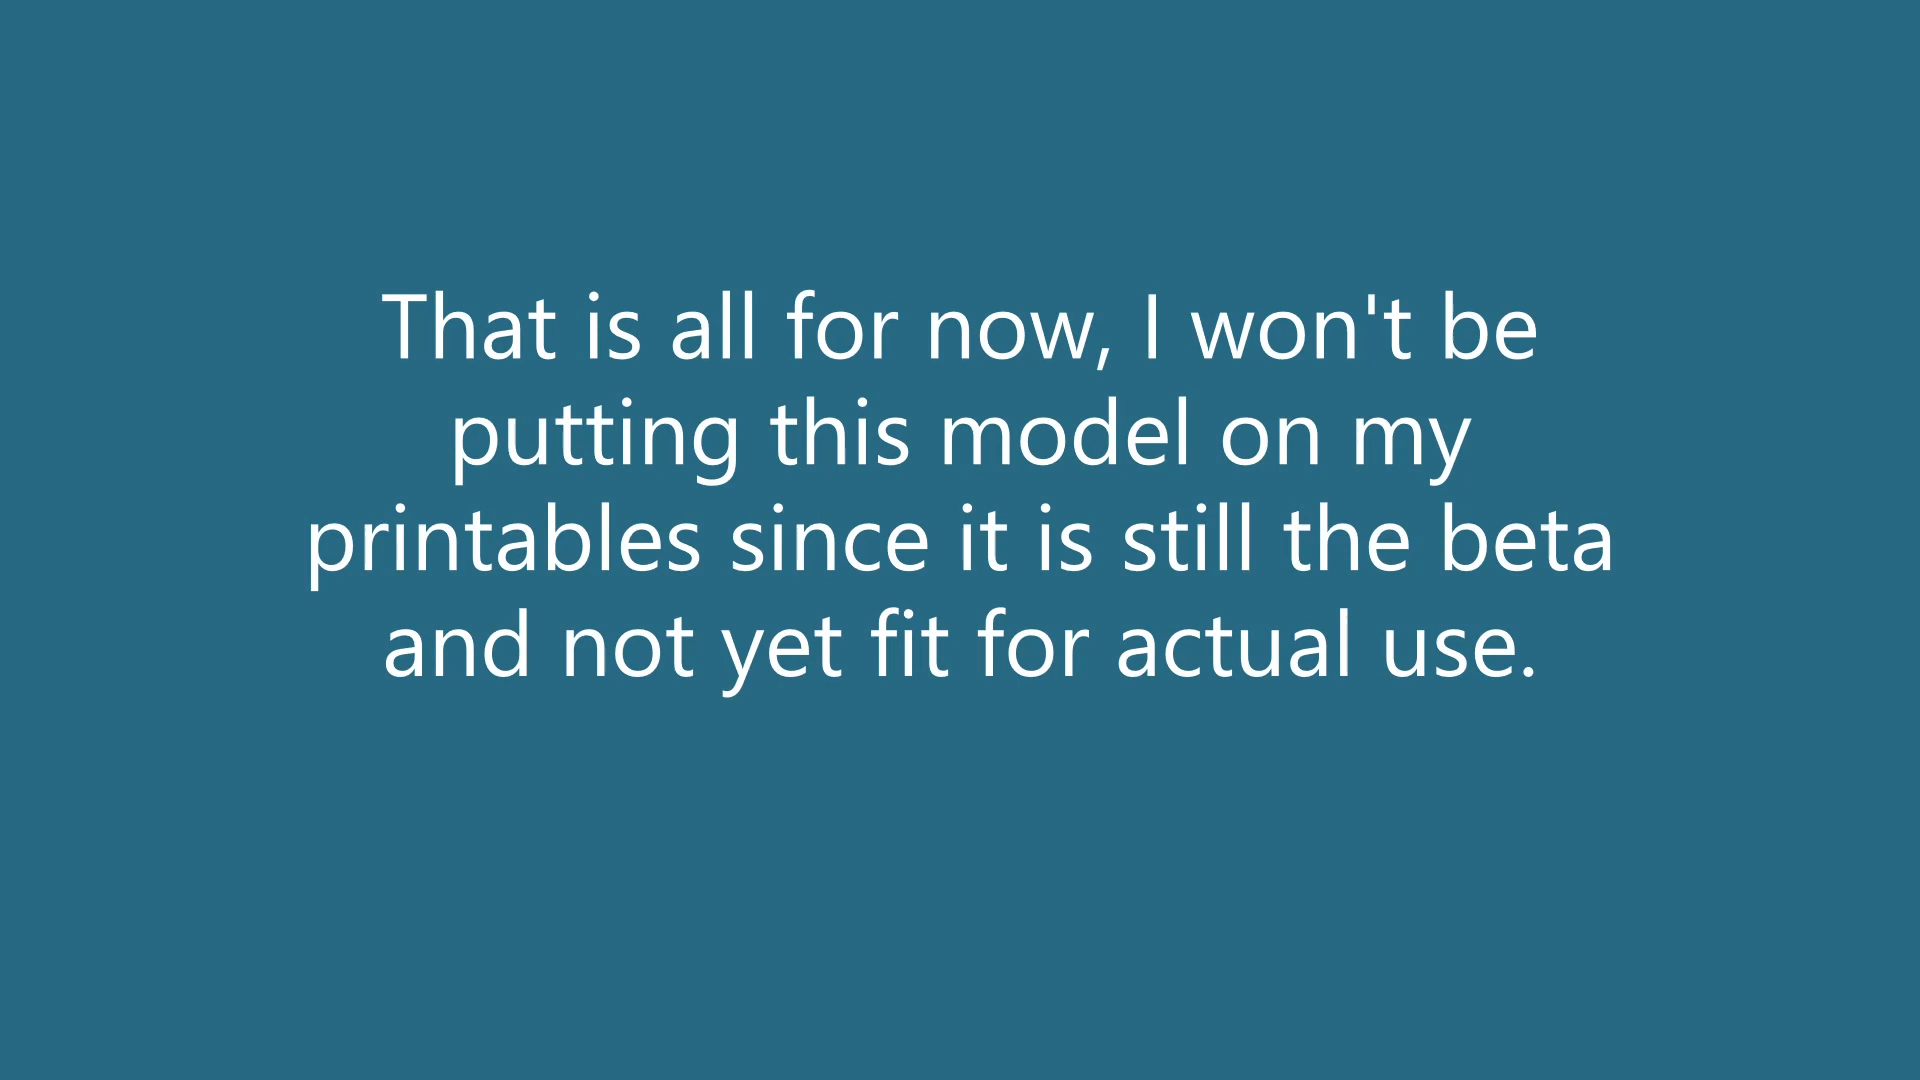 That is all for now, I won't be
putting this model on my
printables since it is still the beta
and not yet fit for actual use.